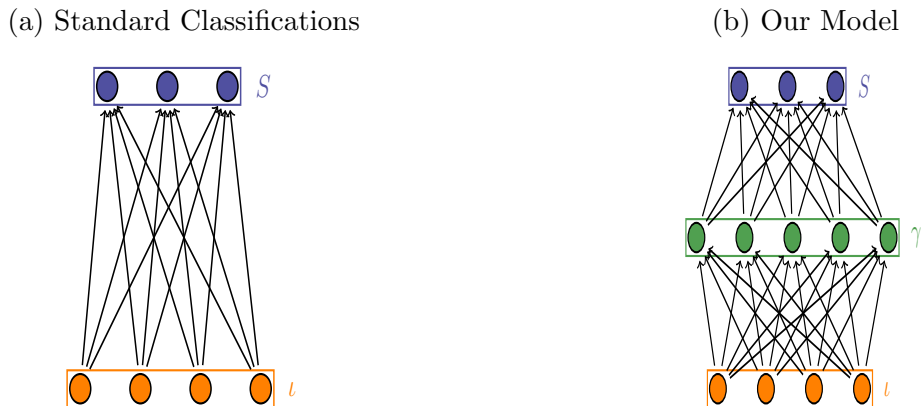 (a) Standard Classifications
(b) Our Model
S
S
γ
ι
ι